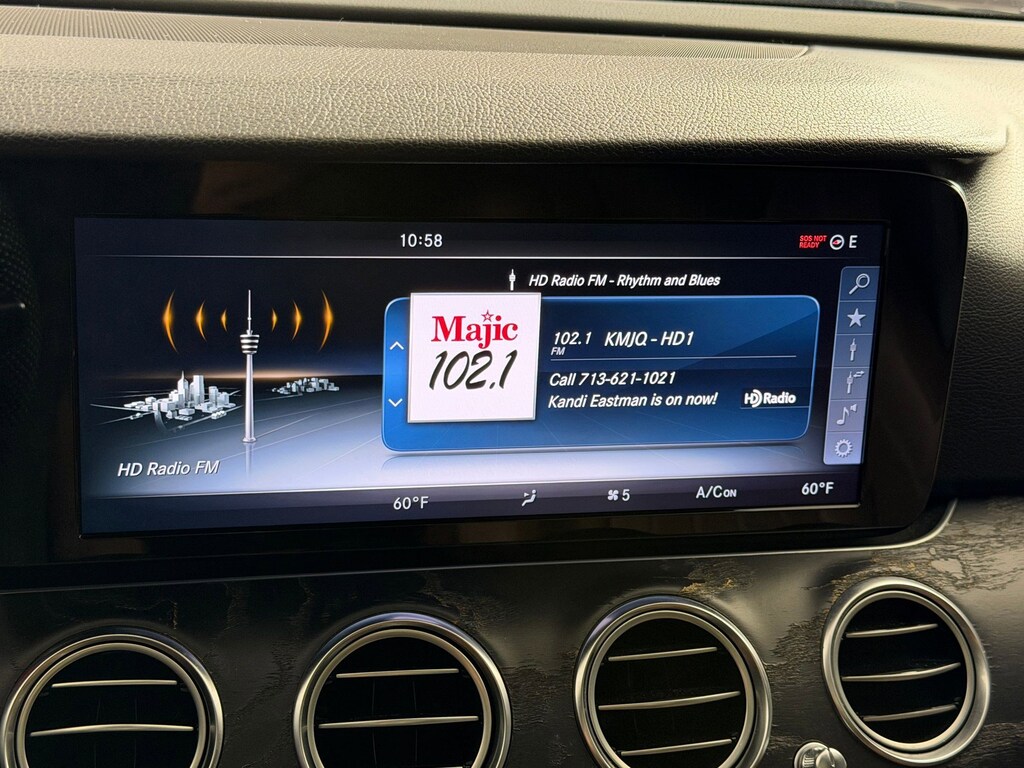 10:58
SOS NOT
READY
E
HD Radio FM - Rhythm and Blues
Majic
102.1
102.1 KMJQ - HD1
FM
Call 713-621-1021
Kandi Eastman is on now!
HD Radio
HD Radio FM
60°F
5
A/C ON
60°F